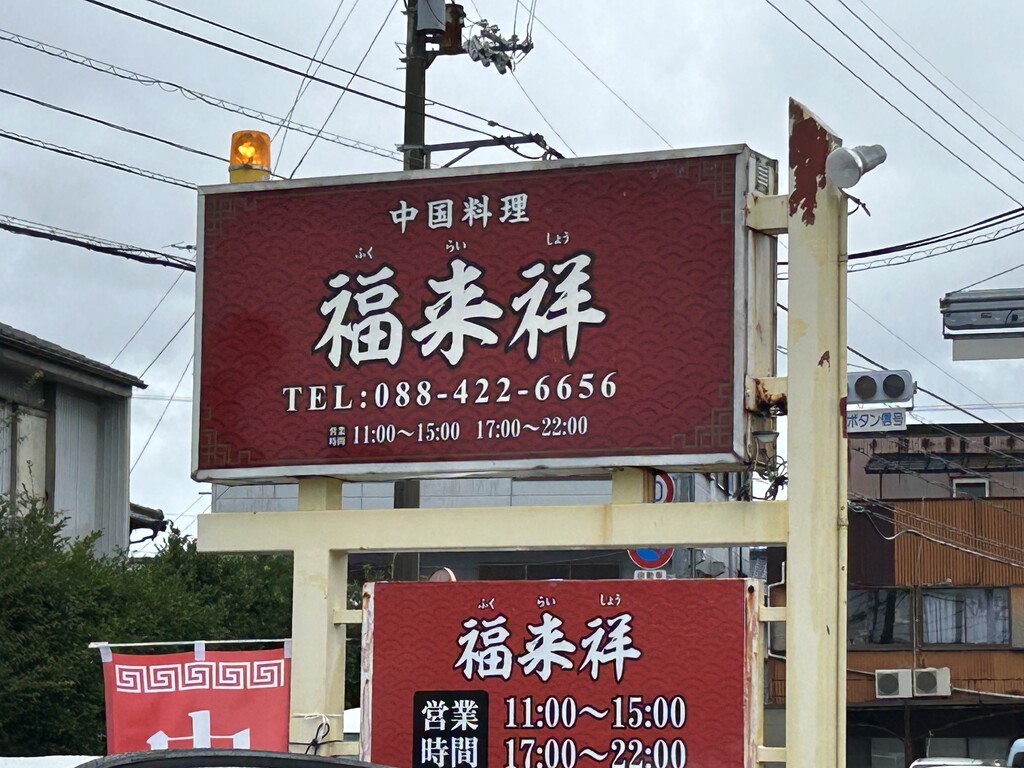 中国料理
ふく らい しょう
福来祥
TEL:088-422-6656
営業時間 11:00〜15:00 17:00〜22:00
ボタン信号
ふく らい しょう
福来祥
営業時間
11:00〜15:00
17:00〜22:00